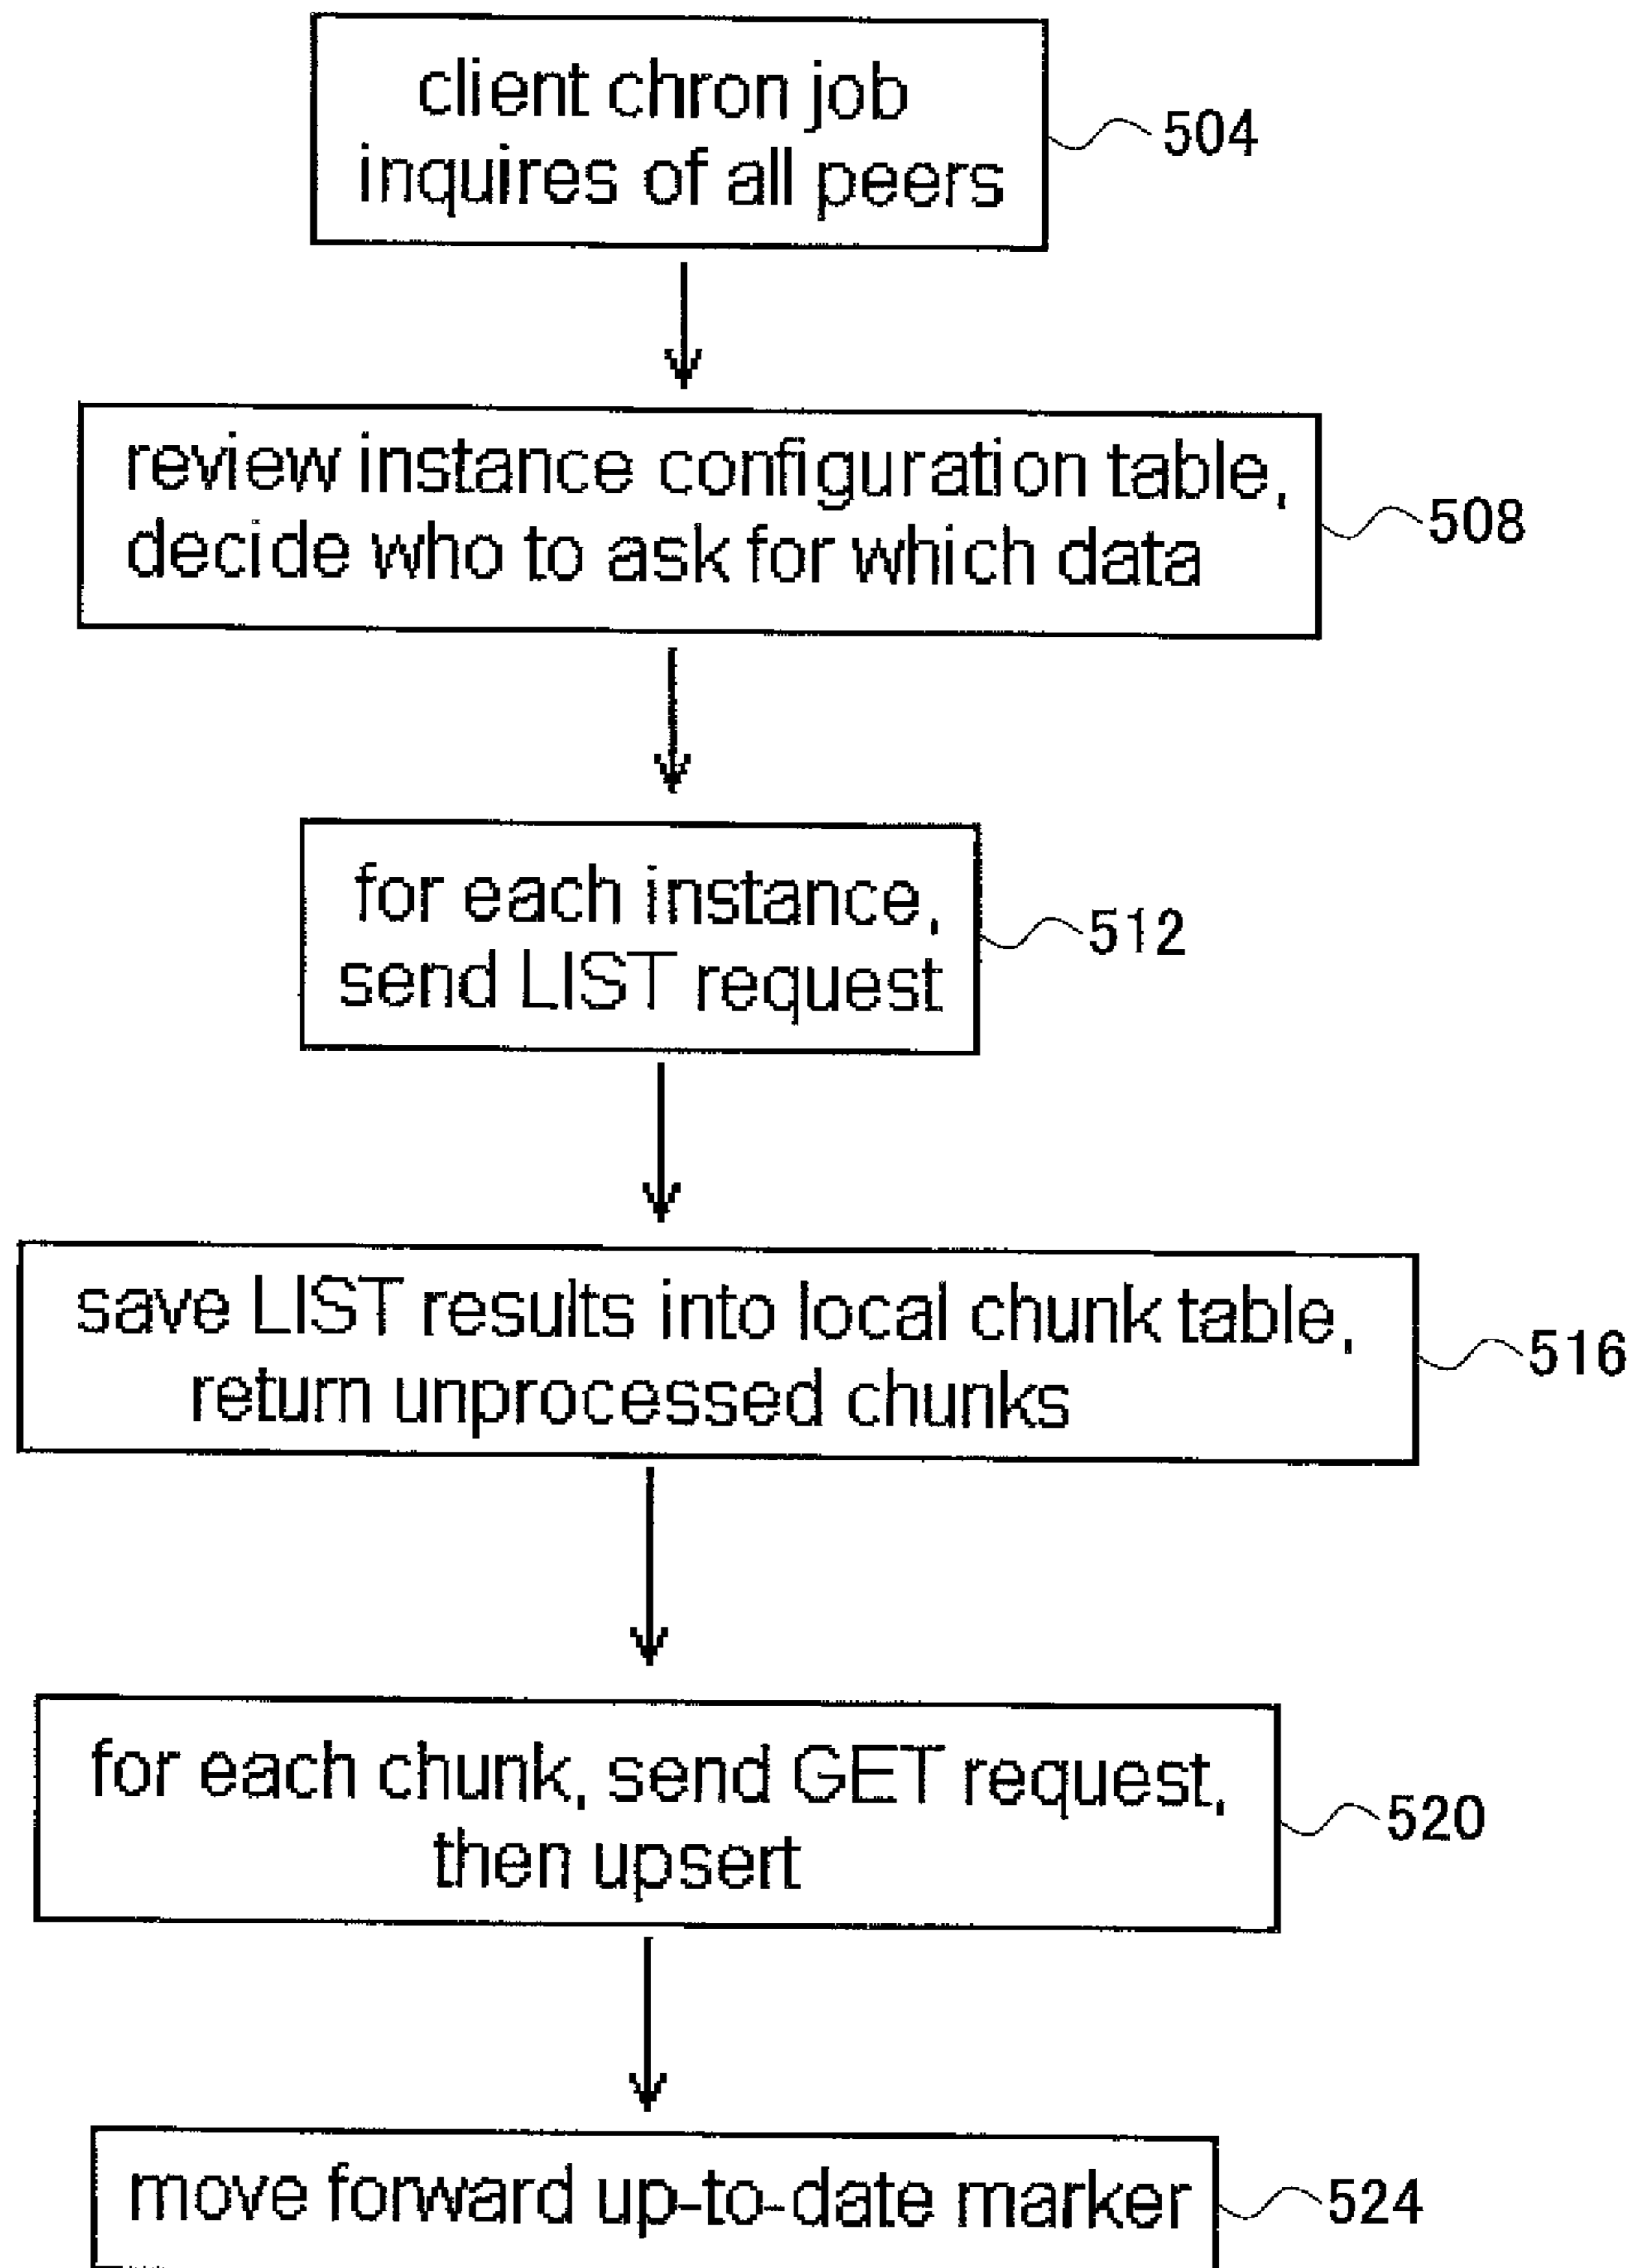 client chron job
inquires of all peers
504
review instance configuration table,
decide who to ask for which data
508
for each instance,
send LIST request
512
save LIST results into local chunk table,
return unprocessed chunks
516
for each chunk, send GET request,
then upsert
520
move forward up-to-date marker
524